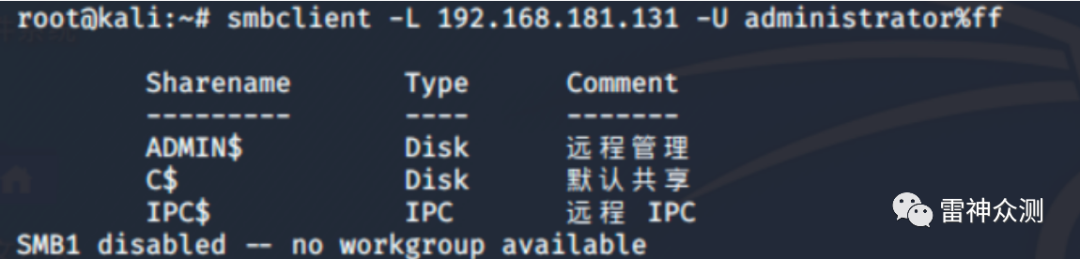 root@kali:~# smbclient -L 192.168.181.131 -U administrator%ff
Sharename Type Comment
--------- ---- -------
ADMIN$ Disk 远程管理
C$ Disk 默认共享
IPC$ IPC 远程 IPC
SMB1 disabled -- no workgroup available
雷神众测